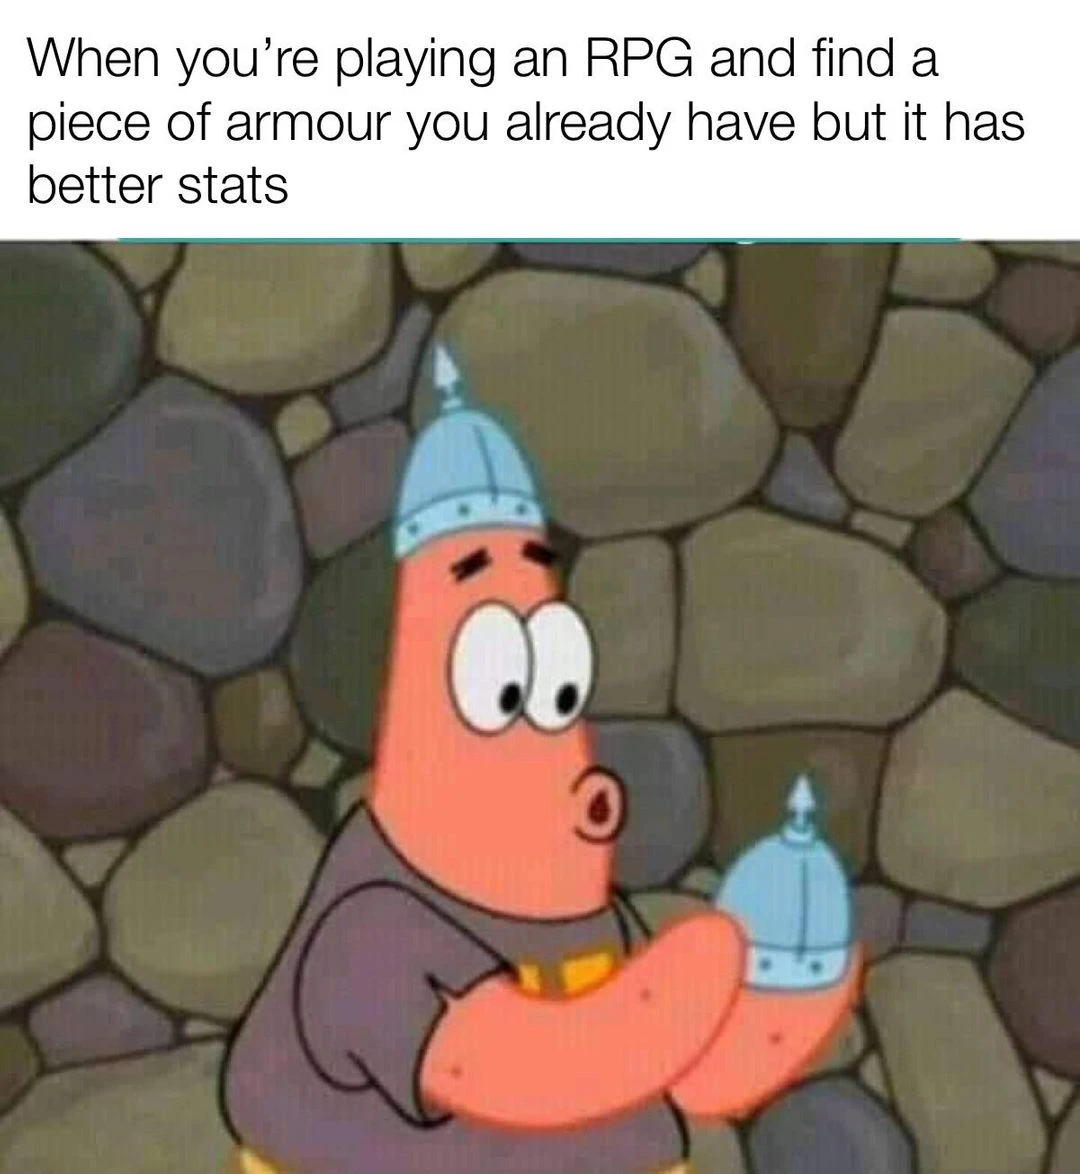 When you’re playing an RPG and find a
piece of armour you already have but it has
better stats